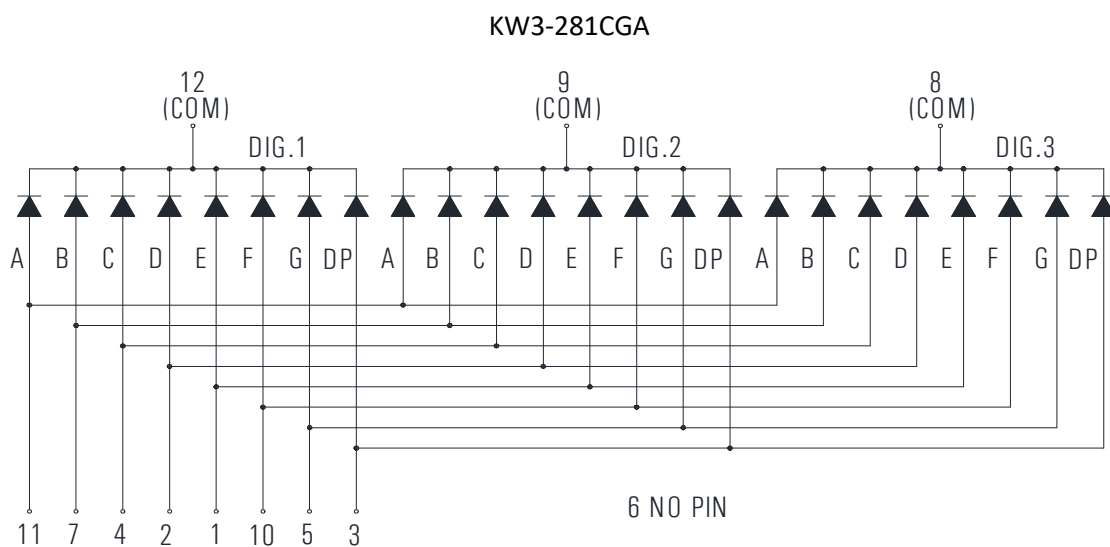 KW3-281CGA
12 9 8
(COM) (COM) (COM)
DIG.1 DIG.2 DIG.3
A B C D E F G DP A B C D E F G DP A B C D E F G DP
6 NO PIN
11 7 4 2 1 10 5 3